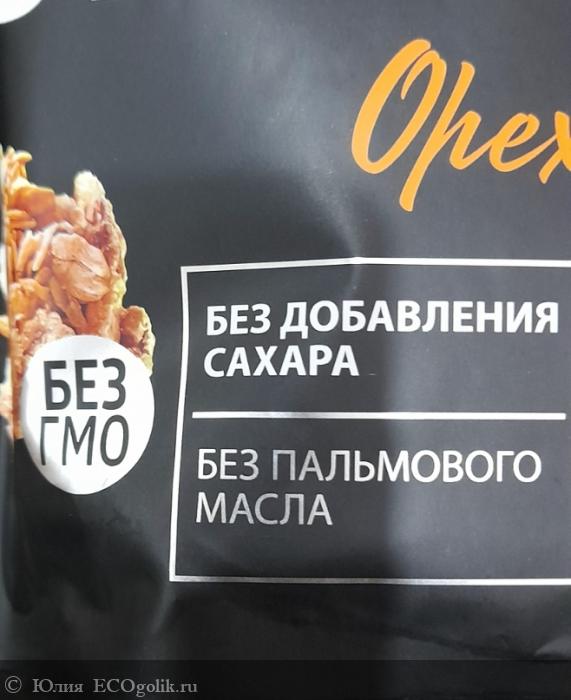 Орех
БЕЗ ДОБАВЛЕНИЯ
САХАРА
БЕЗ
ГМО
БЕЗ ПАЛЬМОВОГО
МАСЛА
© Юлия ECOgolik.ru